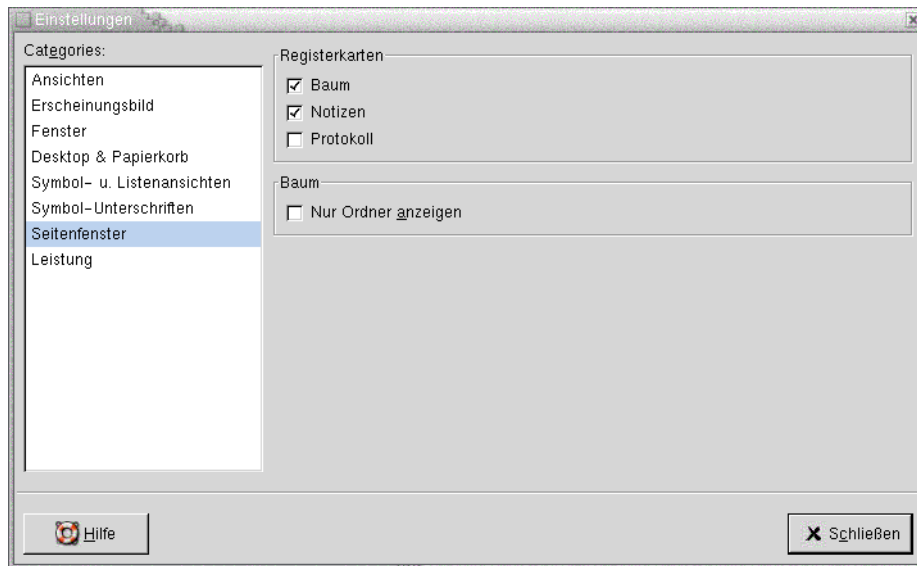 Einstellungen
Categories:
Ansichten
Erscheinungsbild
Fenster
Desktop & Papierkorb
Symbol- u. Listenansichten
Symbol-Unterschriften
Seitenfenster
Leistung
Registerkarten
Baum
Notizen
Protokoll
Baum
Nur Ordner anzeigen
Hilfe
Schließen